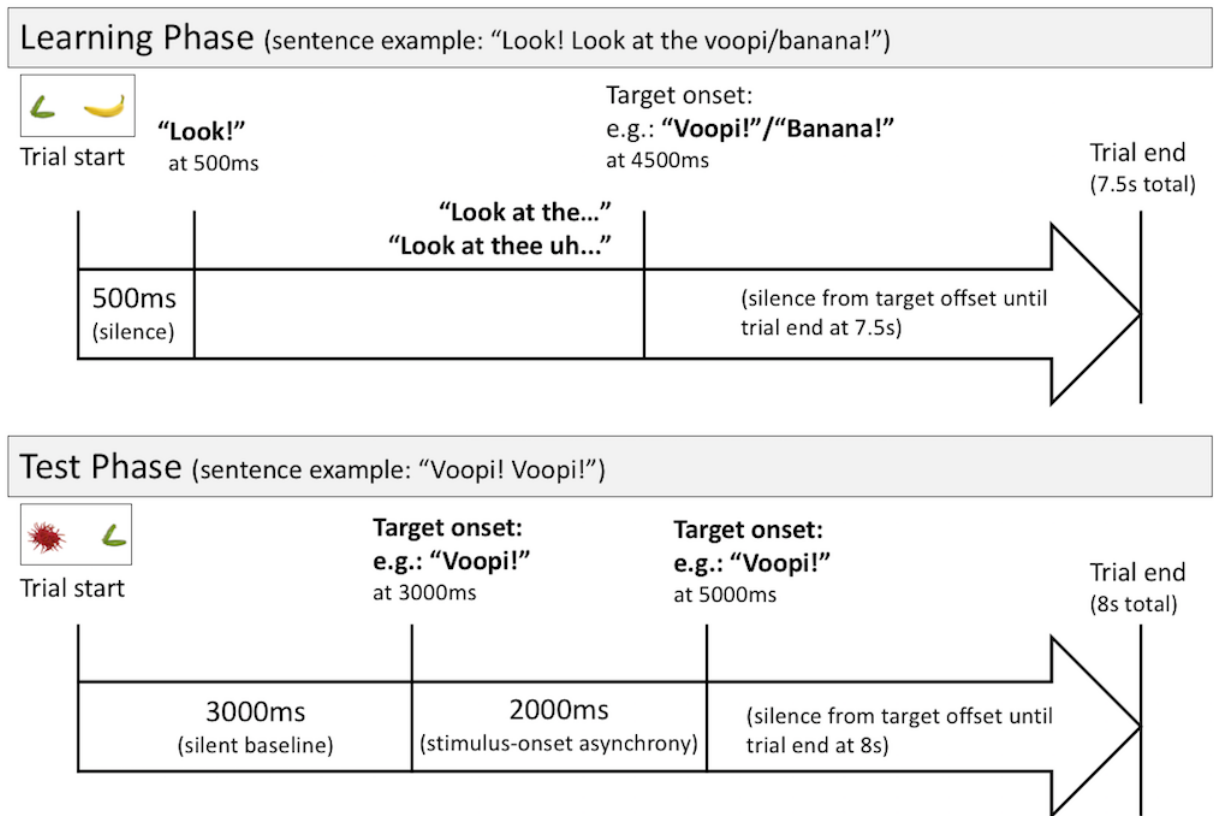 Learning Phase (sentence example: “Look! Look at the voopi/banana!”)
Trial start
“Look!”
at 500ms
Target onset:
e.g.: “Voopi!”/“Banana!”
at 4500ms
Trial end
(7.5s total)
“Look at the...”
“Look at thee uh...”
500ms
(silence)
(silence from target offset until
trial end at 7.5s)
Test Phase (sentence example: “Voopi! Voopi!”)
Trial start
Target onset:
e.g.: “Voopi!”
at 3000ms
Target onset:
e.g.: “Voopi!”
at 5000ms
Trial end
(8s total)
3000ms
(silent baseline)
2000ms
(stimulus-onset asynchrony)
(silence from target offset until
trial end at 8s)